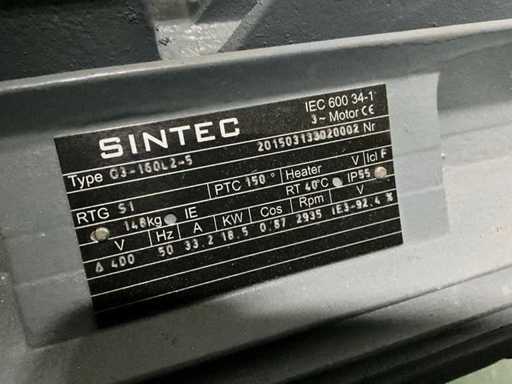 SINTEC
IEC 600 34-1
3~ Motor CE
Type 03-160L2-5 201503133020002 Nr
PTC 150° Heater V Icl F
RTG S1 148kg IE RT 40°C IP55
V Hz A KW Cos Rpm V
Δ 400 50 33.2 18.5 0.87 2935 IE3-92.4 %